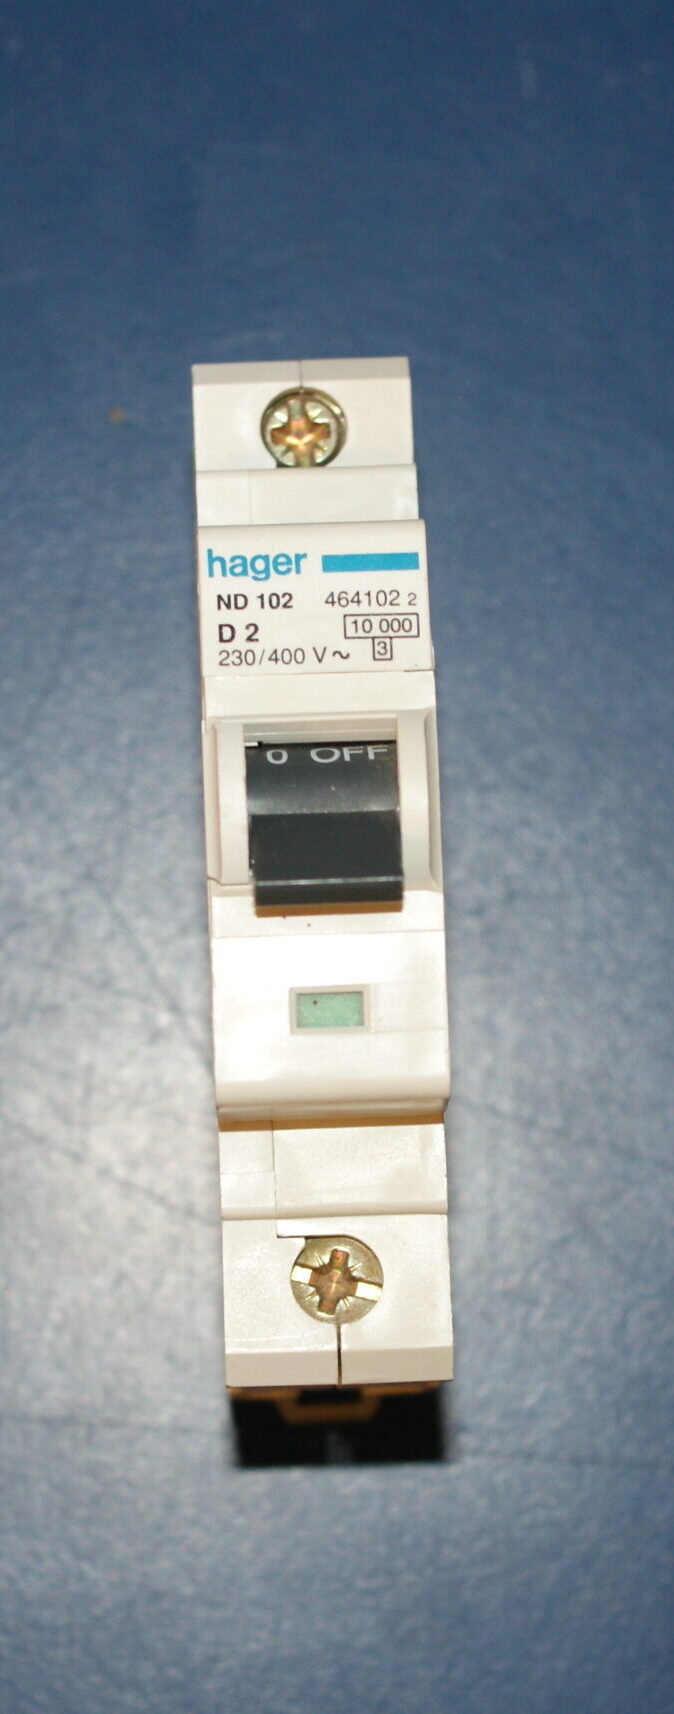 hager
ND 102 464102 2
D 2 10 000
230/400 V ~ 3
0 OFF